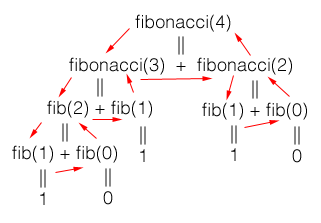 fibonacci(4)
=
fibonacci(3) + fibonacci(2)
= =
fib(2) + fib(1) fib(1) + fib(0)
= = = =
fib(1) + fib(0) 1 1 0
= =
1 0